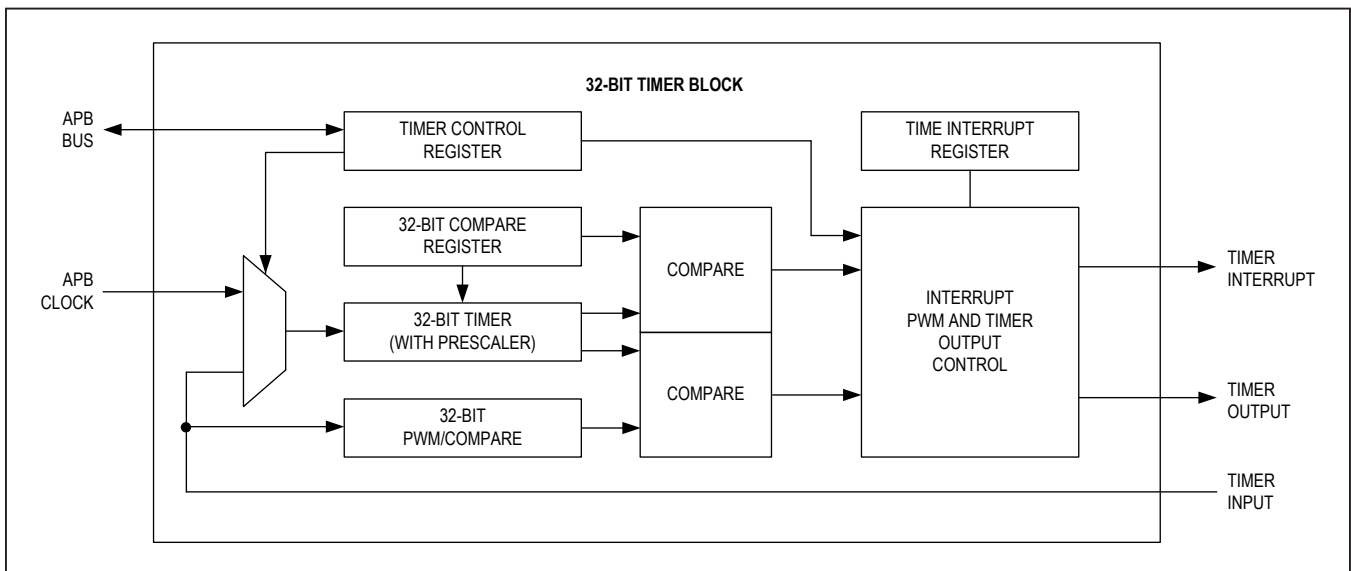 32-BIT TIMER BLOCK
APB
BUS
TIMER CONTROL
REGISTER
TIME INTERRUPT
REGISTER
32-BIT COMPARE
REGISTER
COMPARE
APB
CLOCK
32-BIT TIMER
(WITH PRESCALER)
INTERRUPT
PWM AND TIMER
OUTPUT
CONTROL
TIMER
INTERRUPT
COMPARE
32-BIT
PWM/COMPARE
TIMER
OUTPUT
TIMER
INPUT